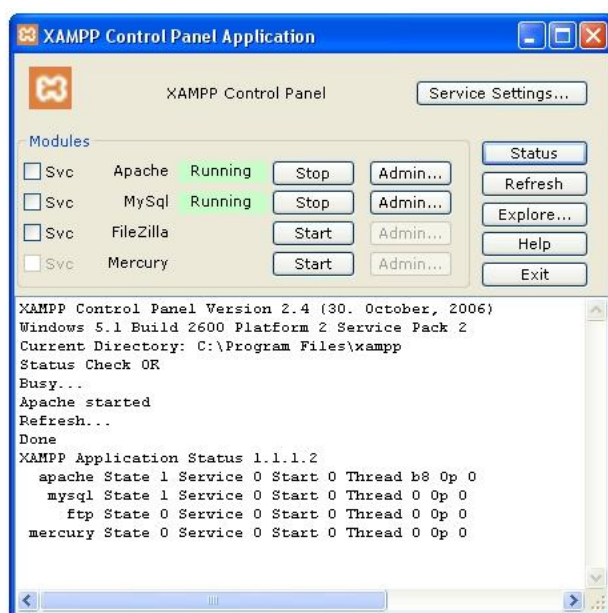 XAMPP Control Panel Application
XAMPP Control Panel Service Settings...
Modules
Svc Apache Running Stop Admin...
Svc MySql Running Stop Admin...
Svc FileZilla Start Admin...
Svc Mercury Start Admin...
Status
Refresh
Explore...
Help
Exit
XAMPP Control Panel Version 2.4 (30. October, 2006)
Windows 5.1 Build 2600 Platform 2 Service Pack 2
Current Directory: C:\Program Files\xampp
Status Check OK
Busy...
Apache started
Refresh...
Done
XAMPP Application Status 1.1.1.2
apache State 1 Service 0 Start 0 Thread b8 Op 0
mysql State 1 Service 0 Start 0 Thread 0 Op 0
ftp State 0 Service 0 Start 0 Thread 0 Op 0
mercury State 0 Service 0 Start 0 Thread 0 Op 0